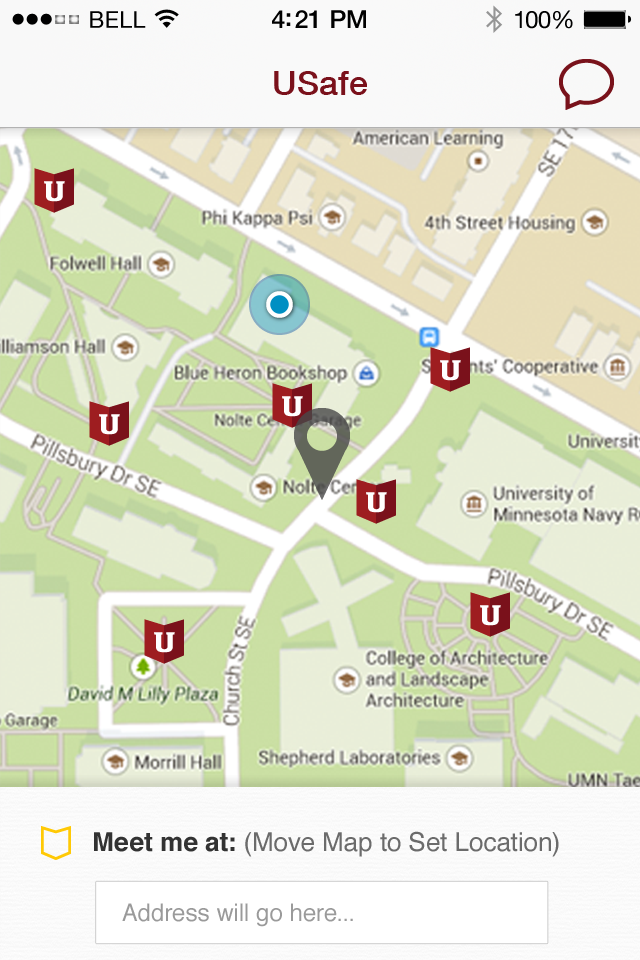 BELL
4:21 PM
100%
USafe
American Learning
SE 17
U
Phi Kappa Psi
4th Street Housing
Folwell Hall
lliamson Hall
Blue Heron Bookshop
U
nts' Cooperative
U
U
Nolte Ce
age
Pillsbury Dr SE
Nolte Cen
U
University of
Minnesota Navy R
Universit
Pillsbury Dr SE
U
U
Church St SE
College of Architecture
and Landscape
Architecture
David M Lilly Plaza
Garage
Morrill Hall
Shepherd Laboratories
UMN Tae
Meet me at: (Move Map to Set Location)
Address will go here...